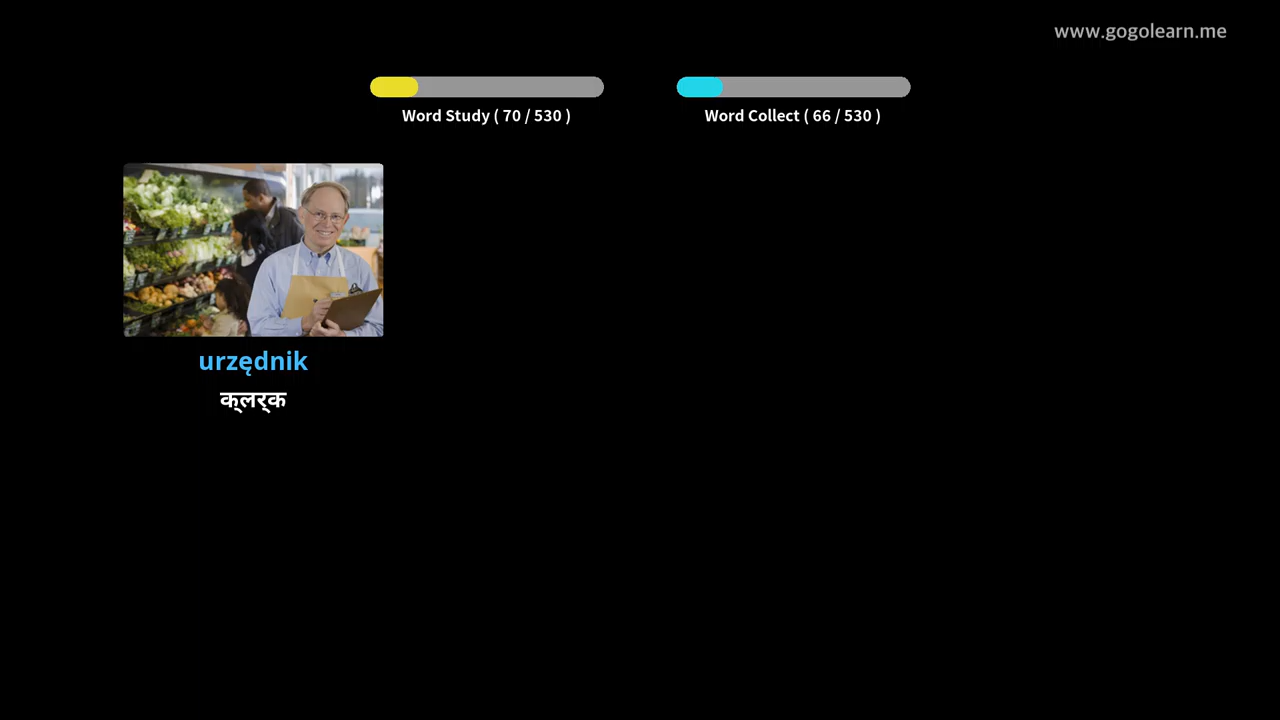 www.gogolearn.me
Word Study ( 70 / 530 )
Word Collect ( 66 / 530 )
urzędnik
क्लर्क